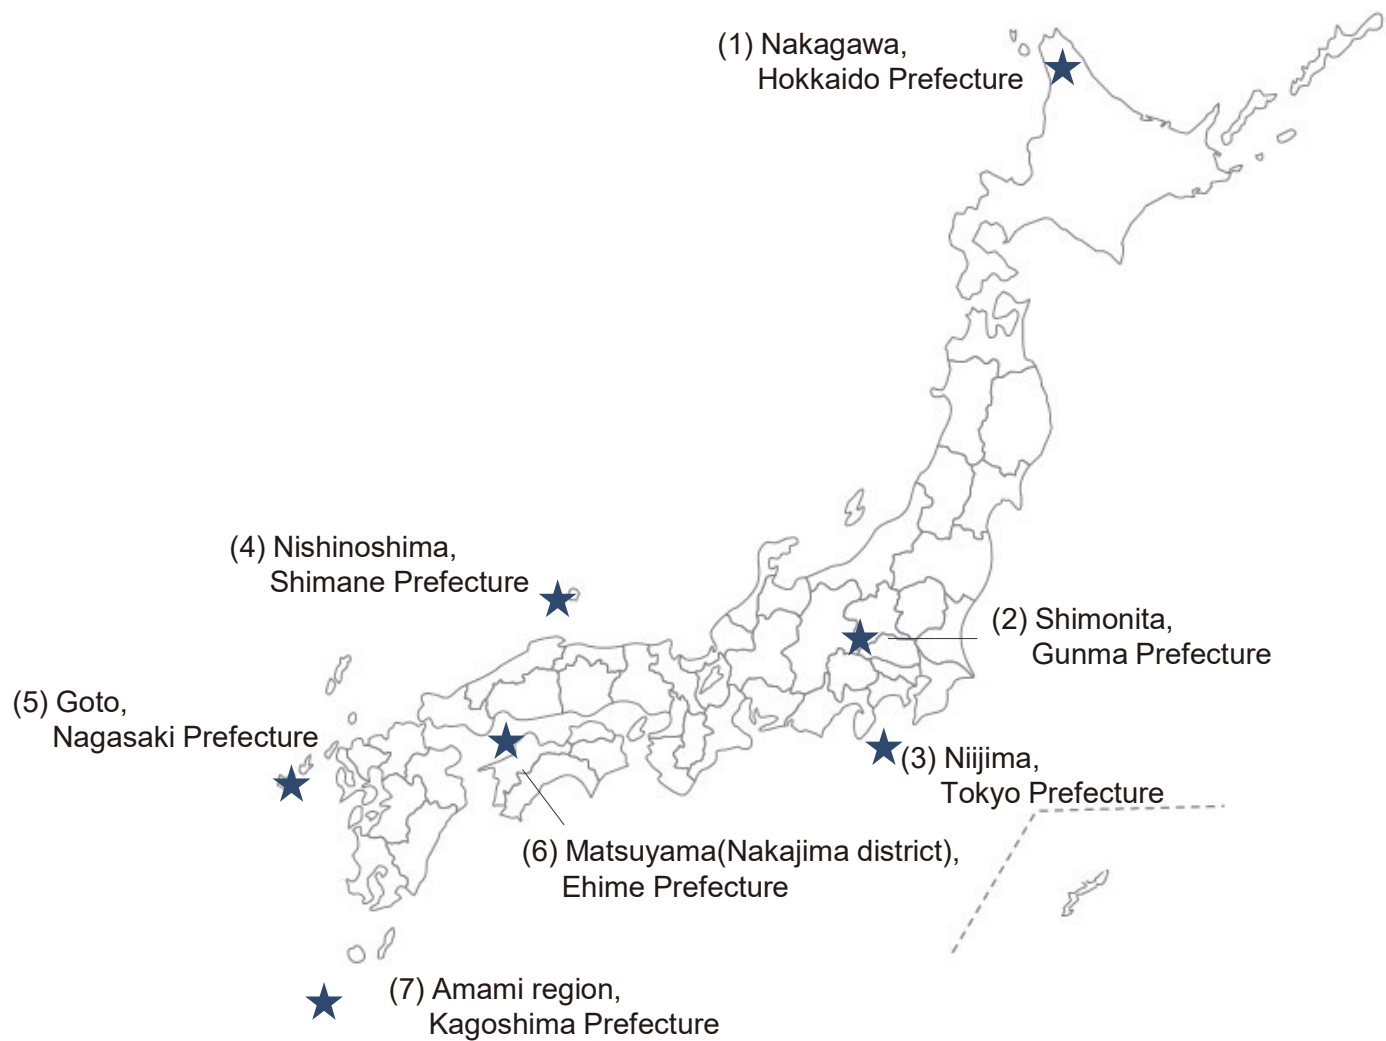 (1) Nakagawa,
Hokkaido Prefecture
(2) Shimonita,
Gunma Prefecture
(3) Niijima,
Tokyo Prefecture
(4) Nishinoshima,
Shimane Prefecture
(5) Goto,
Nagasaki Prefecture
(6) Matsuyama(Nakajima district),
Ehime Prefecture
(7) Amami region,
Kagoshima Prefecture